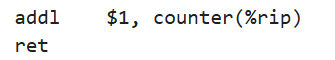 addl    $1, counter(%rip)
ret